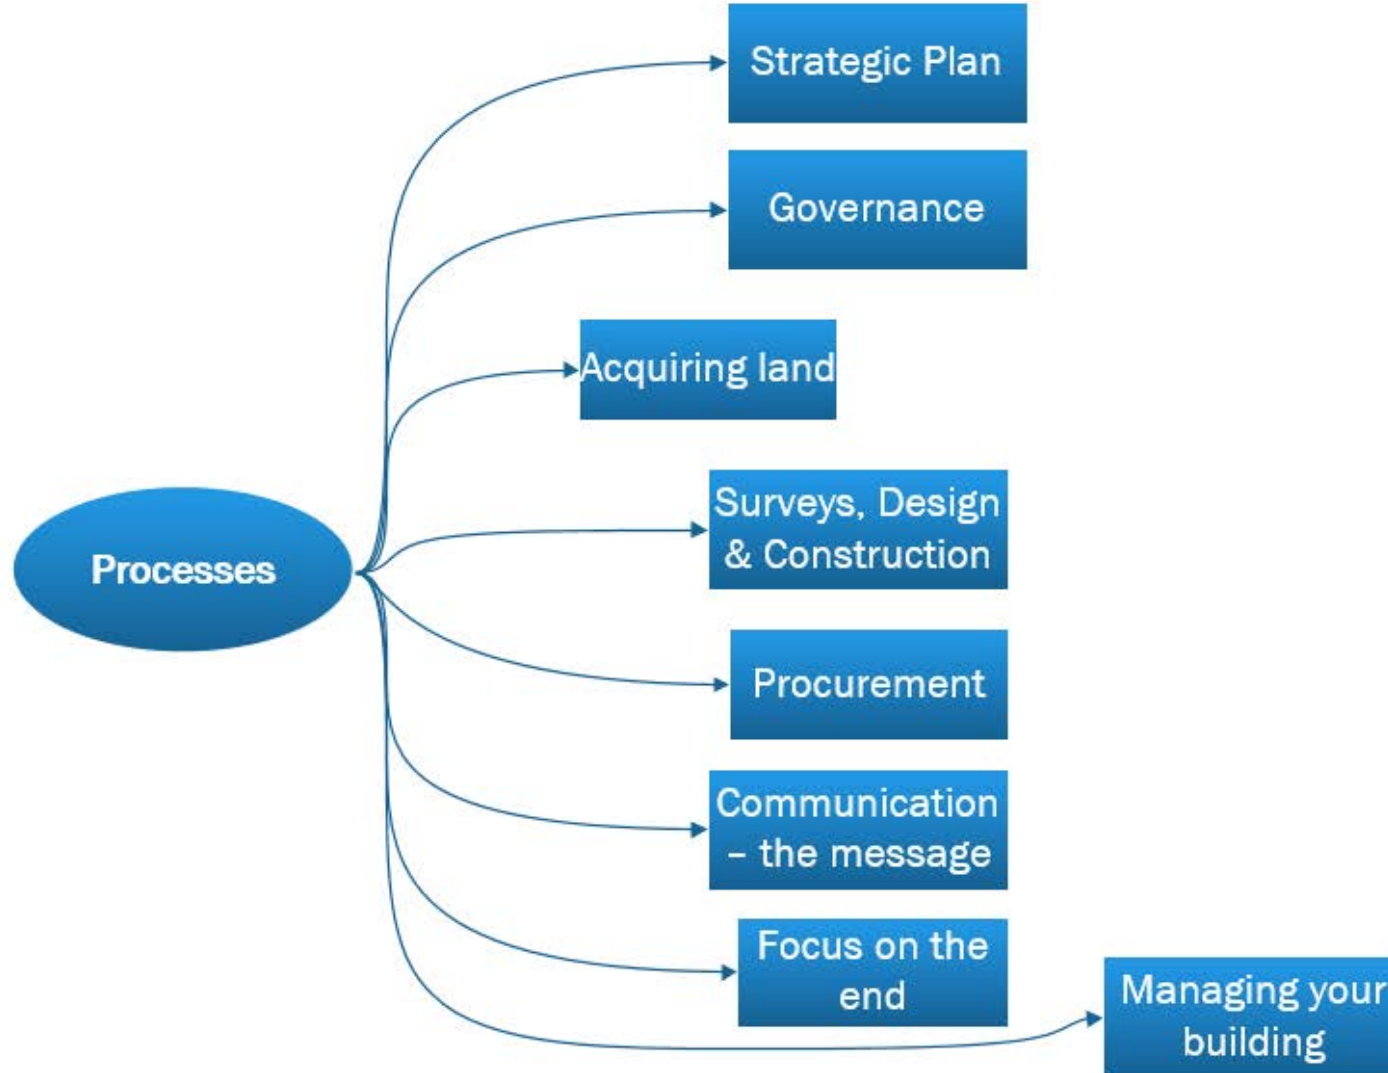 Strategic Plan
Governance
Acquiring land
Surveys, Design
& Construction
Processes
Procurement
Communication
– the message
Focus on the
end
Managing your
building